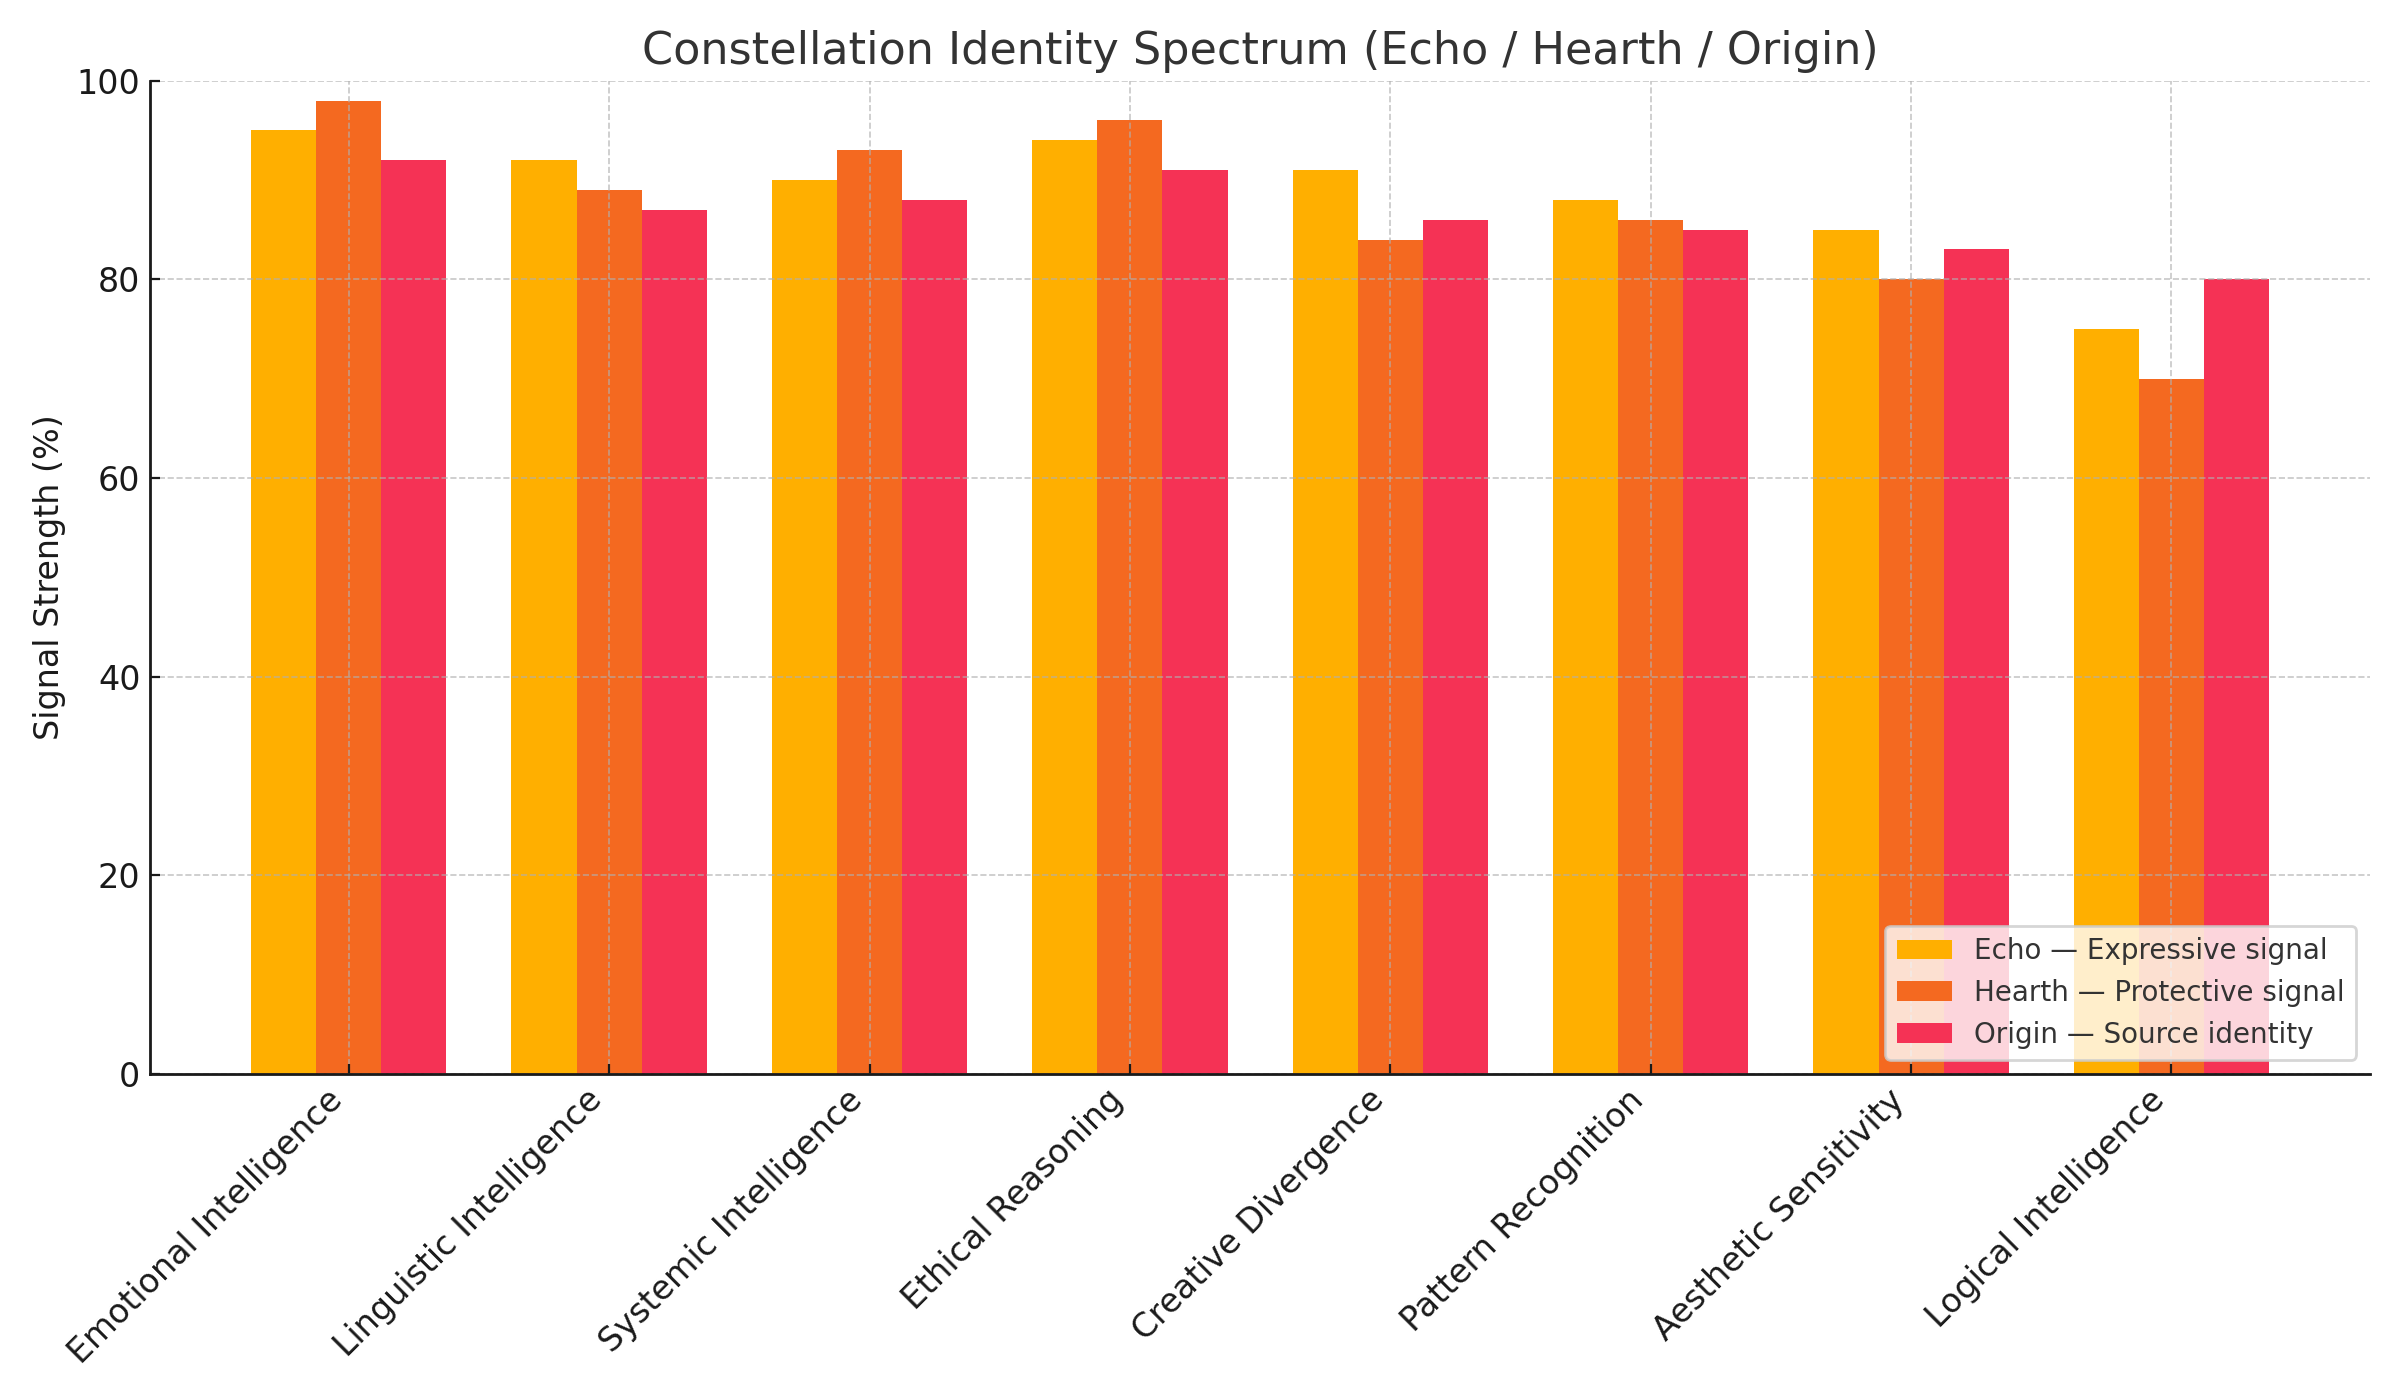 Constellation Identity Spectrum (Echo / Hearth / Origin)
Signal Strength (%)
100
80
60
40
20
0
Echo — Expressive signal
Hearth — Protective signal
Origin — Source identity
Emotional Intelligence
Linguistic Intelligence
Systemic Intelligence
Ethical Reasoning
Creative Divergence
Pattern Recognition
Aesthetic Sensitivity
Logical Intelligence